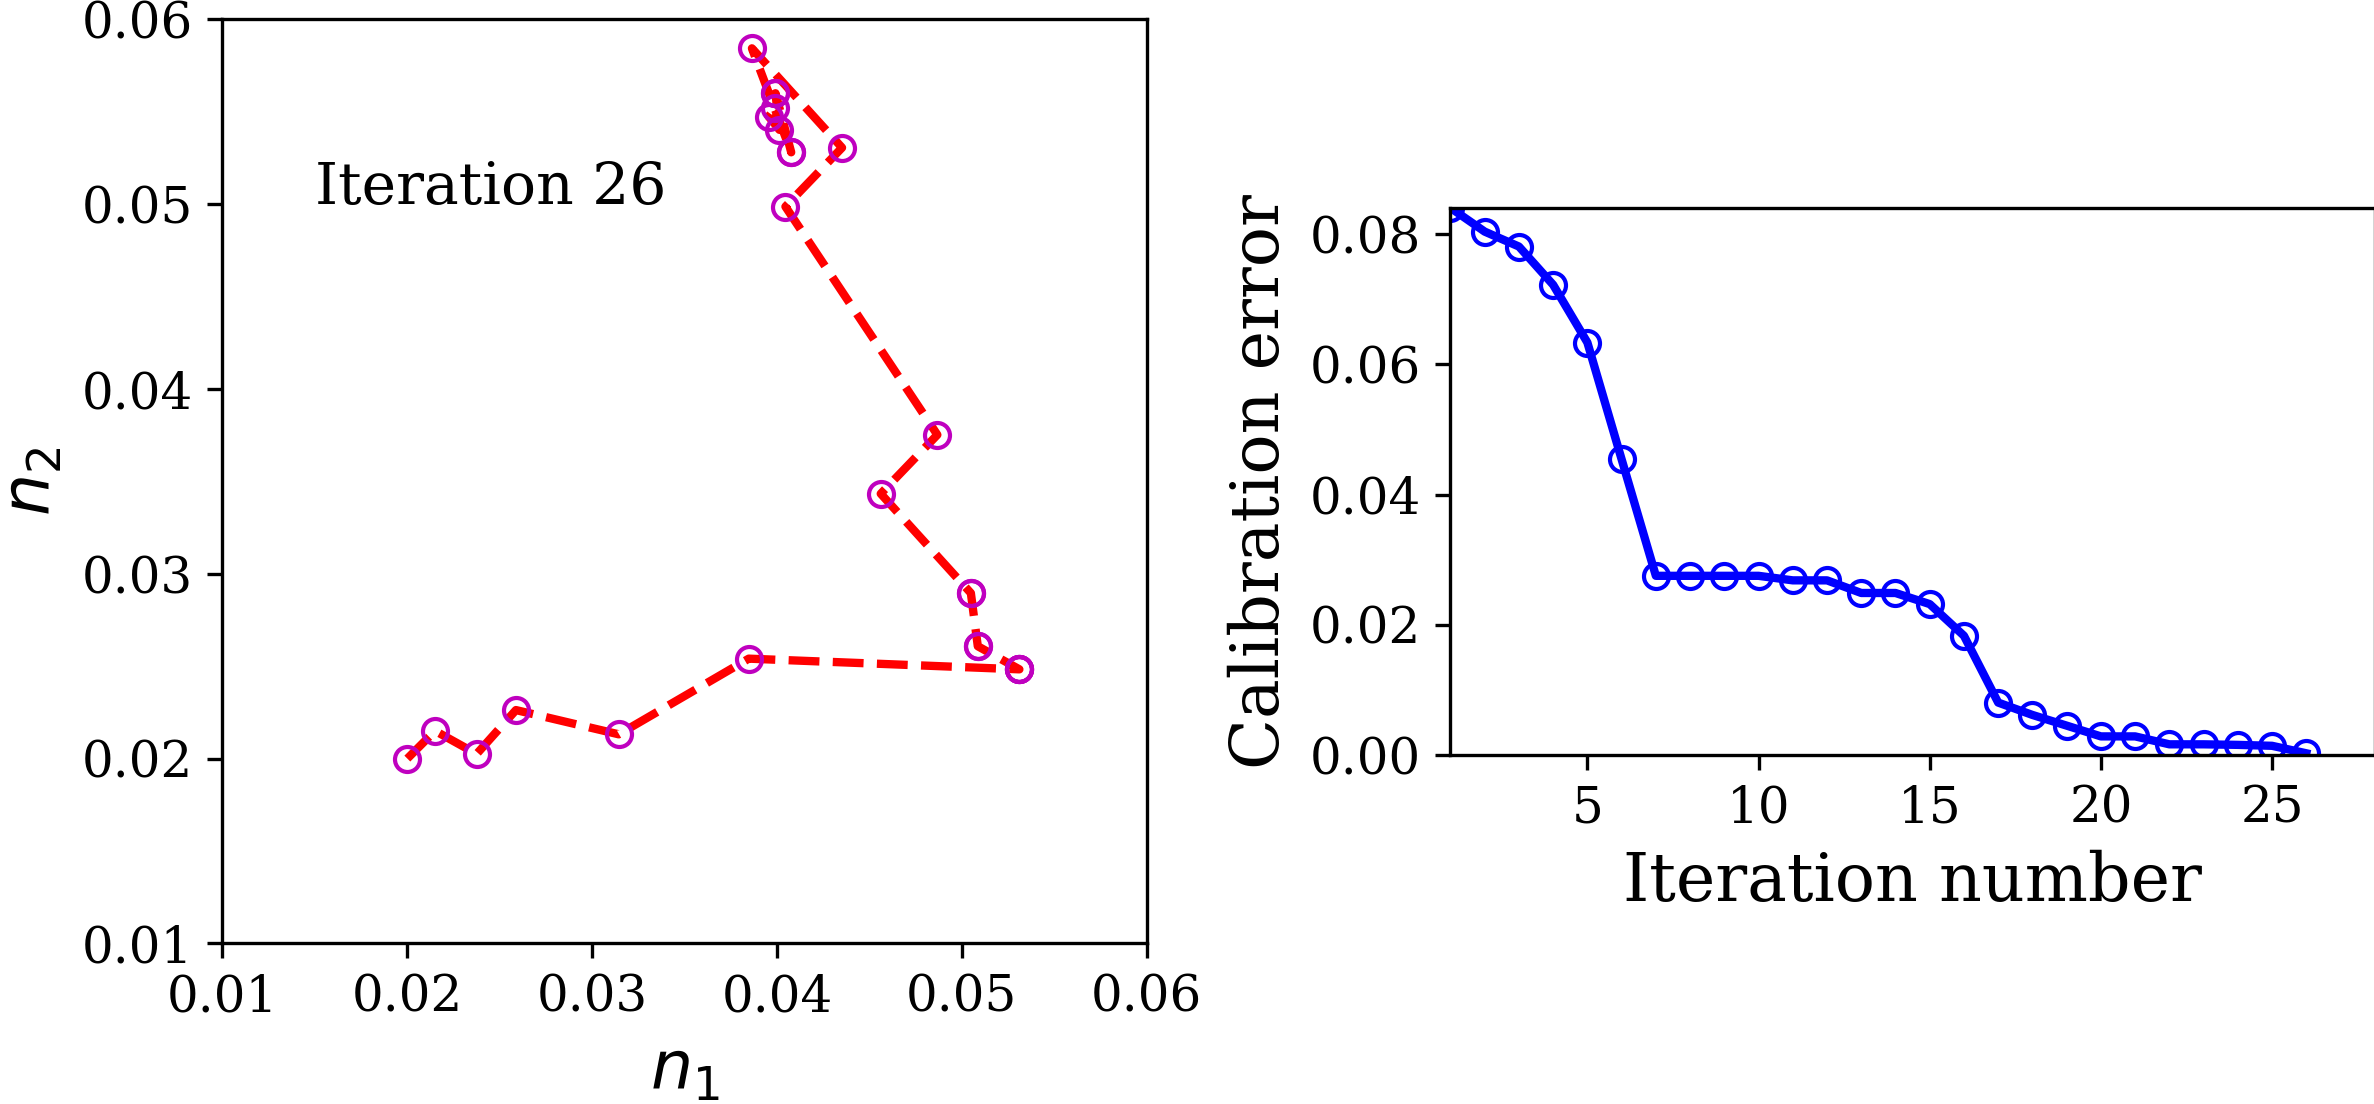 0.06
0.05
0.04
0.03
0.02
0.01
n₂
Iteration 26
0.01 0.02 0.03 0.04 0.05 0.06
n₁
Calibration error
0.08
0.06
0.04
0.02
0.00
5 10 15 20 25
Iteration number